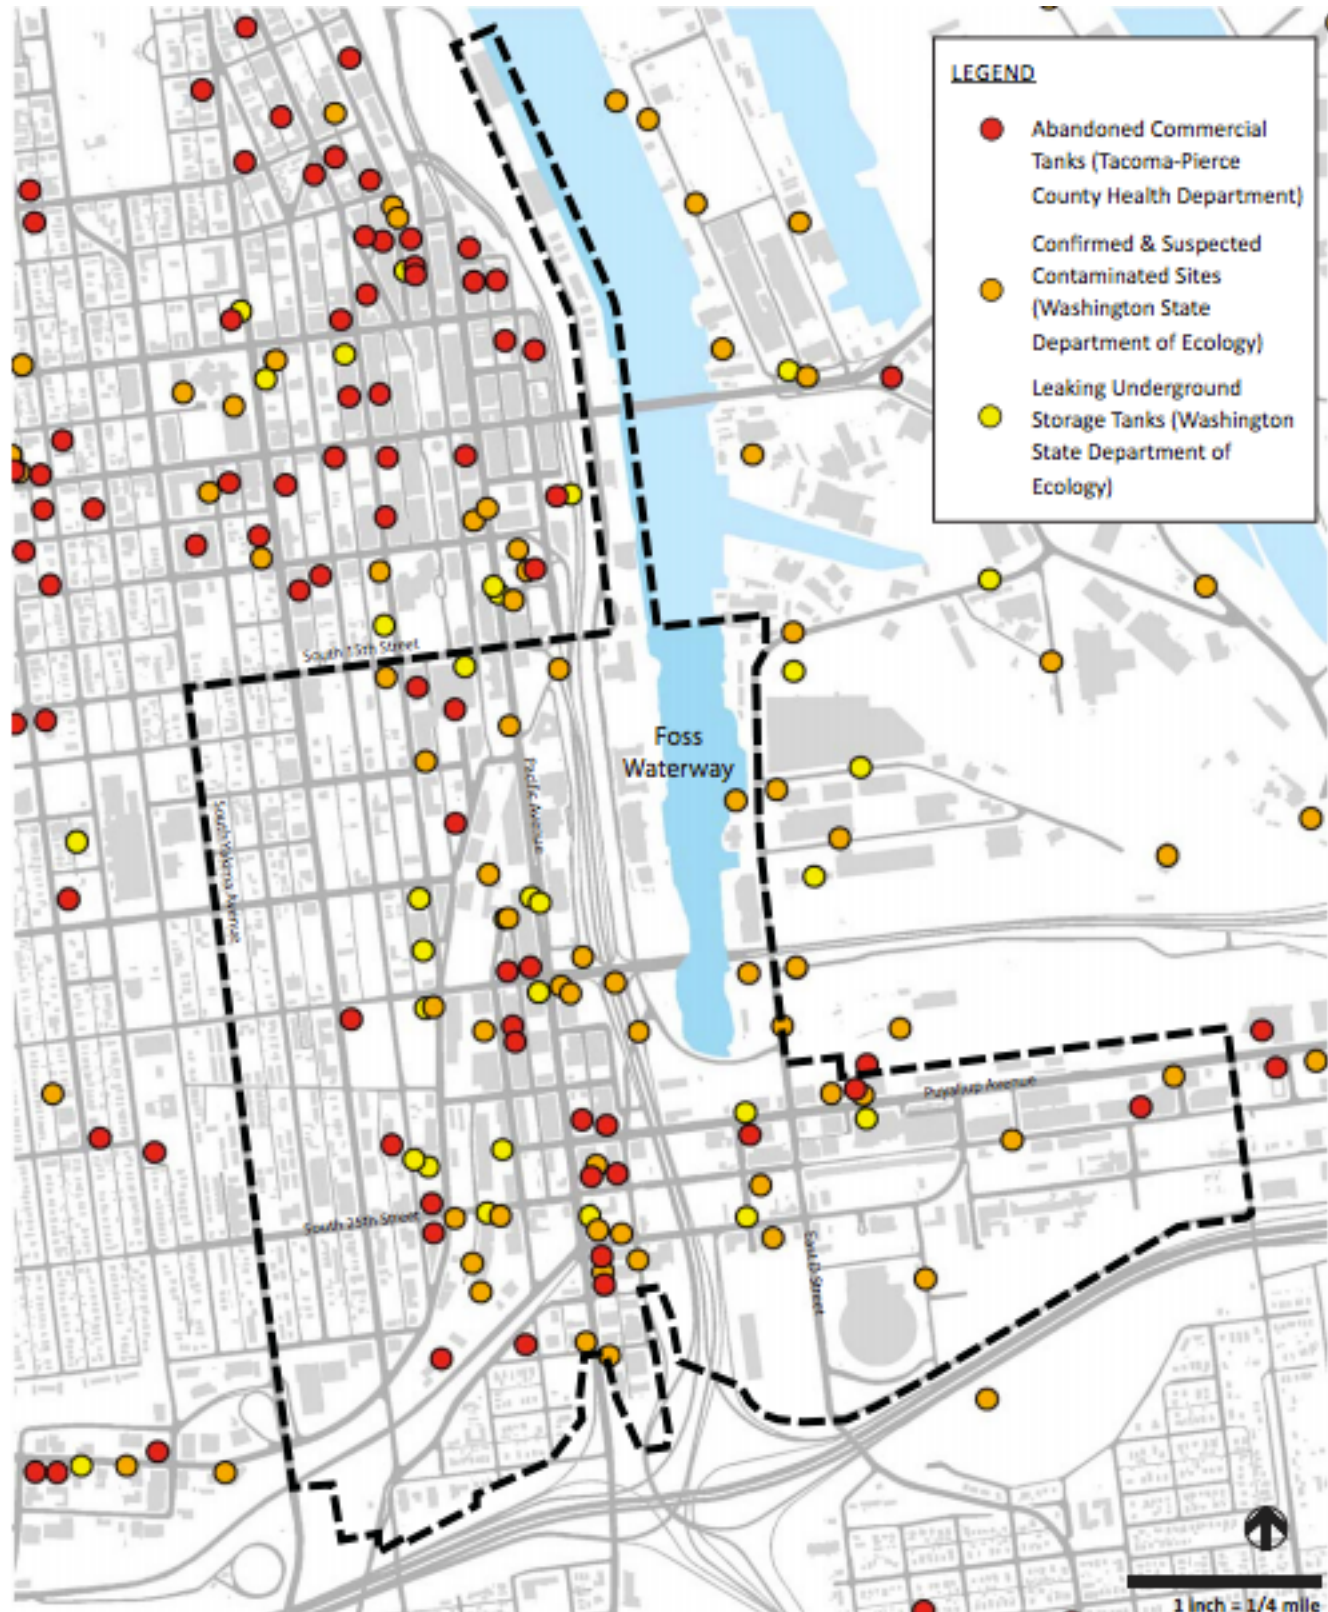 LEGEND
Abandoned Commercial
Tanks (Tacoma-Pierce
County Health Department)
Confirmed & Suspected
Contaminated Sites
(Washington State
Department of Ecology)
Leaking Underground
Storage Tanks (Washington
State Department of
Ecology)
South 15th Street
Foss
Waterway
Pacific Avenue
South Yakima Avenue
Puyallup Avenue
South 25th Street
East D Street
1 inch = 1/4 mile